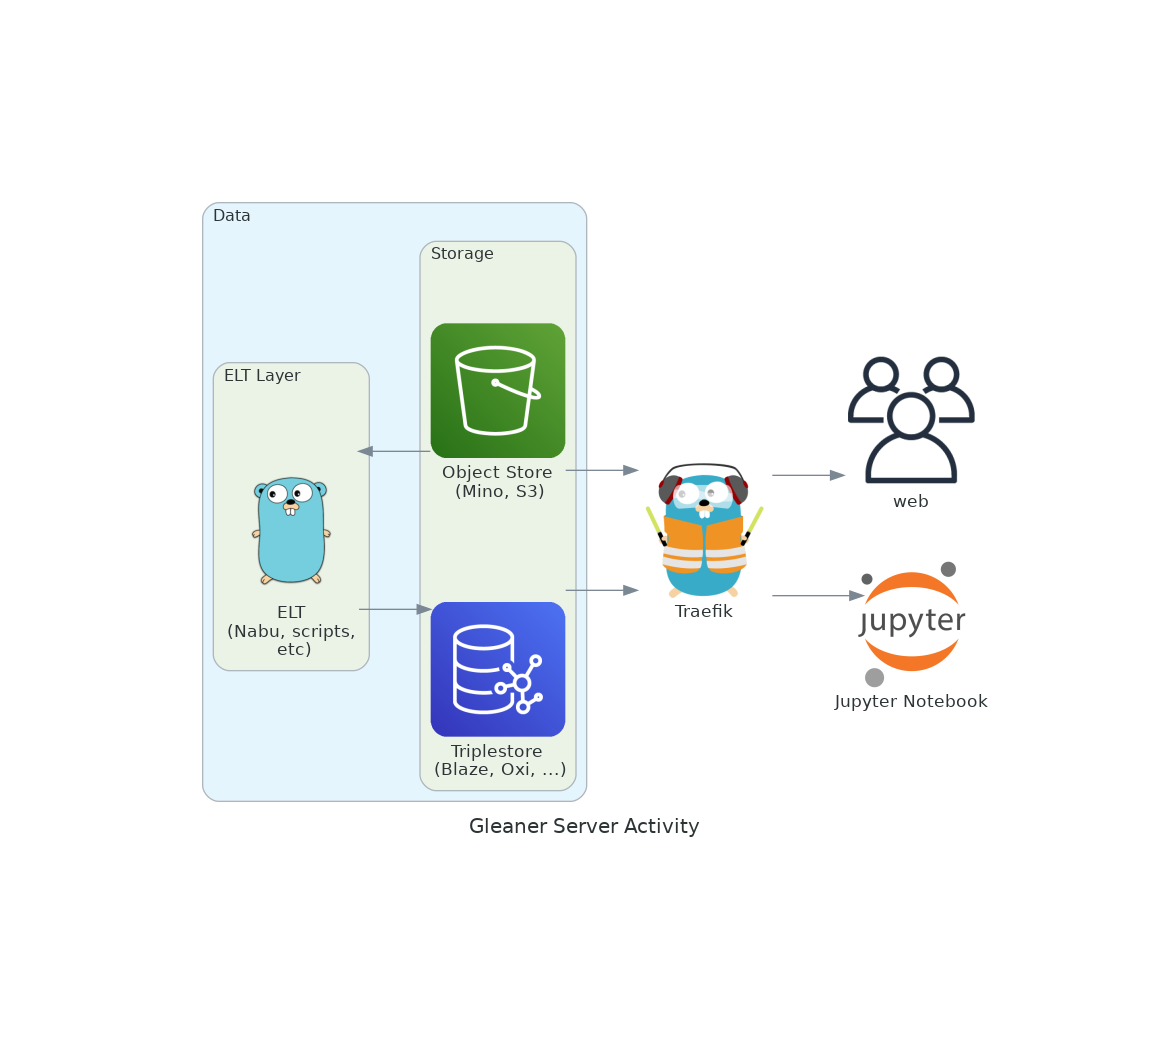 Data
Storage
ELT Layer
Object Store
(Mino, S3)
ELT
(Nabu, scripts,
etc)
Triplestore
(Blaze, Oxi, ...)
Traefik
web
jupyter
Jupyter Notebook
Gleaner Server Activity